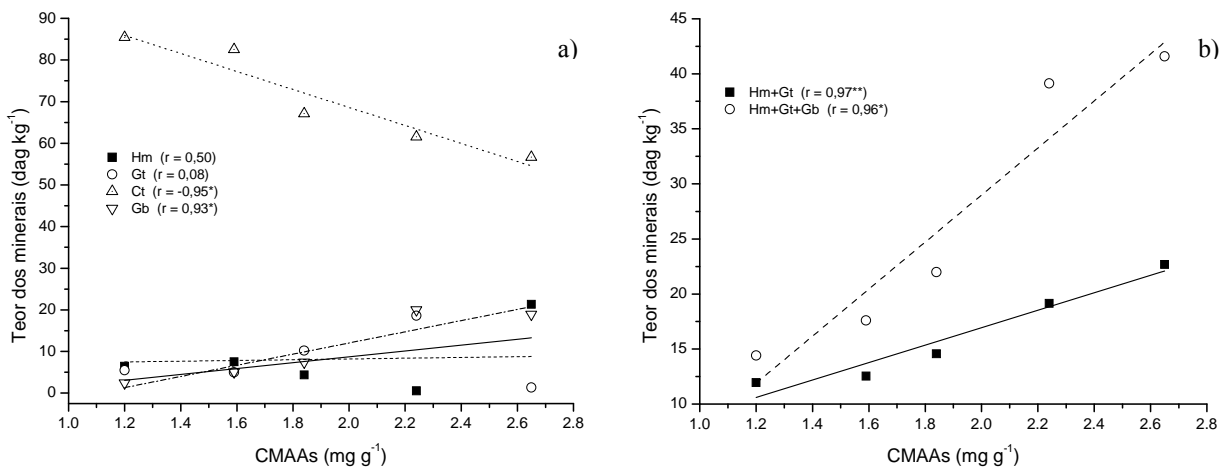 a)
Teor dos minerais (dag kg⁻¹)
90
80
70
60
50
40
30
20
10
0
Hm (r = 0,50)
Gt (r = 0,08)
Ct (r = -0,95*)
Gb (r = 0,93*)
1.0 1.2 1.4 1.6 1.8 2.0 2.2 2.4 2.6 2.8
CMAAs (mg g⁻¹)
b)
Teor dos minerais (dag kg⁻¹)
45
40
35
30
25
20
15
10
Hm+Gt (r = 0,97**)
Hm+Gt+Gb (r = 0,96*)
1.0 1.2 1.4 1.6 1.8 2.0 2.2 2.4 2.6 2.8
CMAAs (mg g⁻¹)